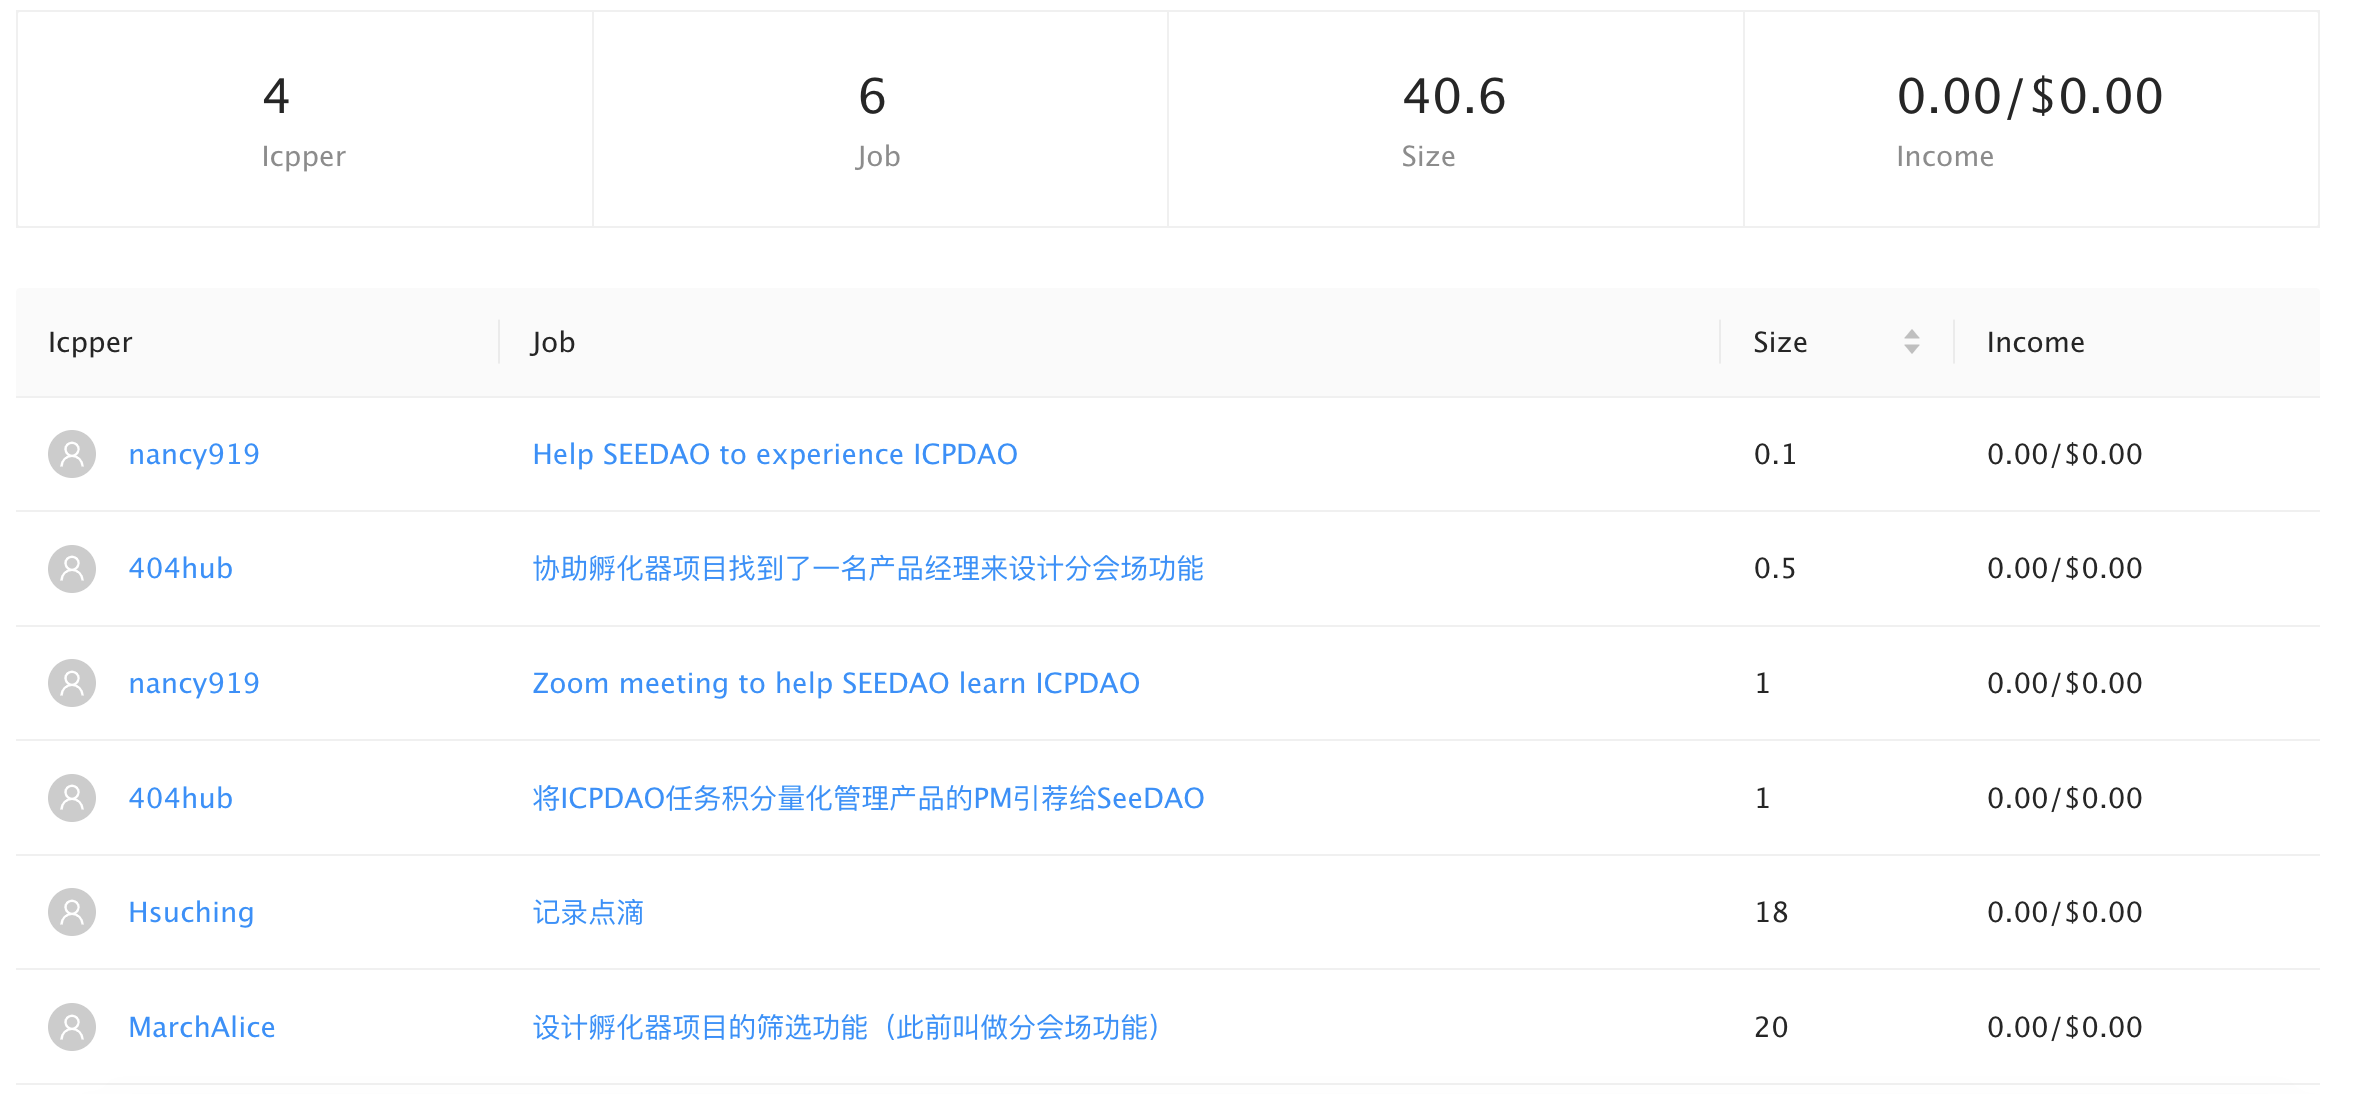 4 6 40.6 0.00/$0.00
Icpper Job Size Income
Icpper Job Size Income
nancy919 Help SEEDAO to experience ICPDAO 0.1 0.00/$0.00
404hub 协助孵化器项目找到了一名产品经理来设计分会场功能 0.5 0.00/$0.00
nancy919 Zoom meeting to help SEEDAO learn ICPDAO 1 0.00/$0.00
404hub 将ICPDAO任务积分量化管理产品的PM引荐给SeeDAO 1 0.00/$0.00
Hsuching 记录点滴 18 0.00/$0.00
MarchAlice 设计孵化器项目的筛选功能（此前叫做分会场功能） 20 0.00/$0.00